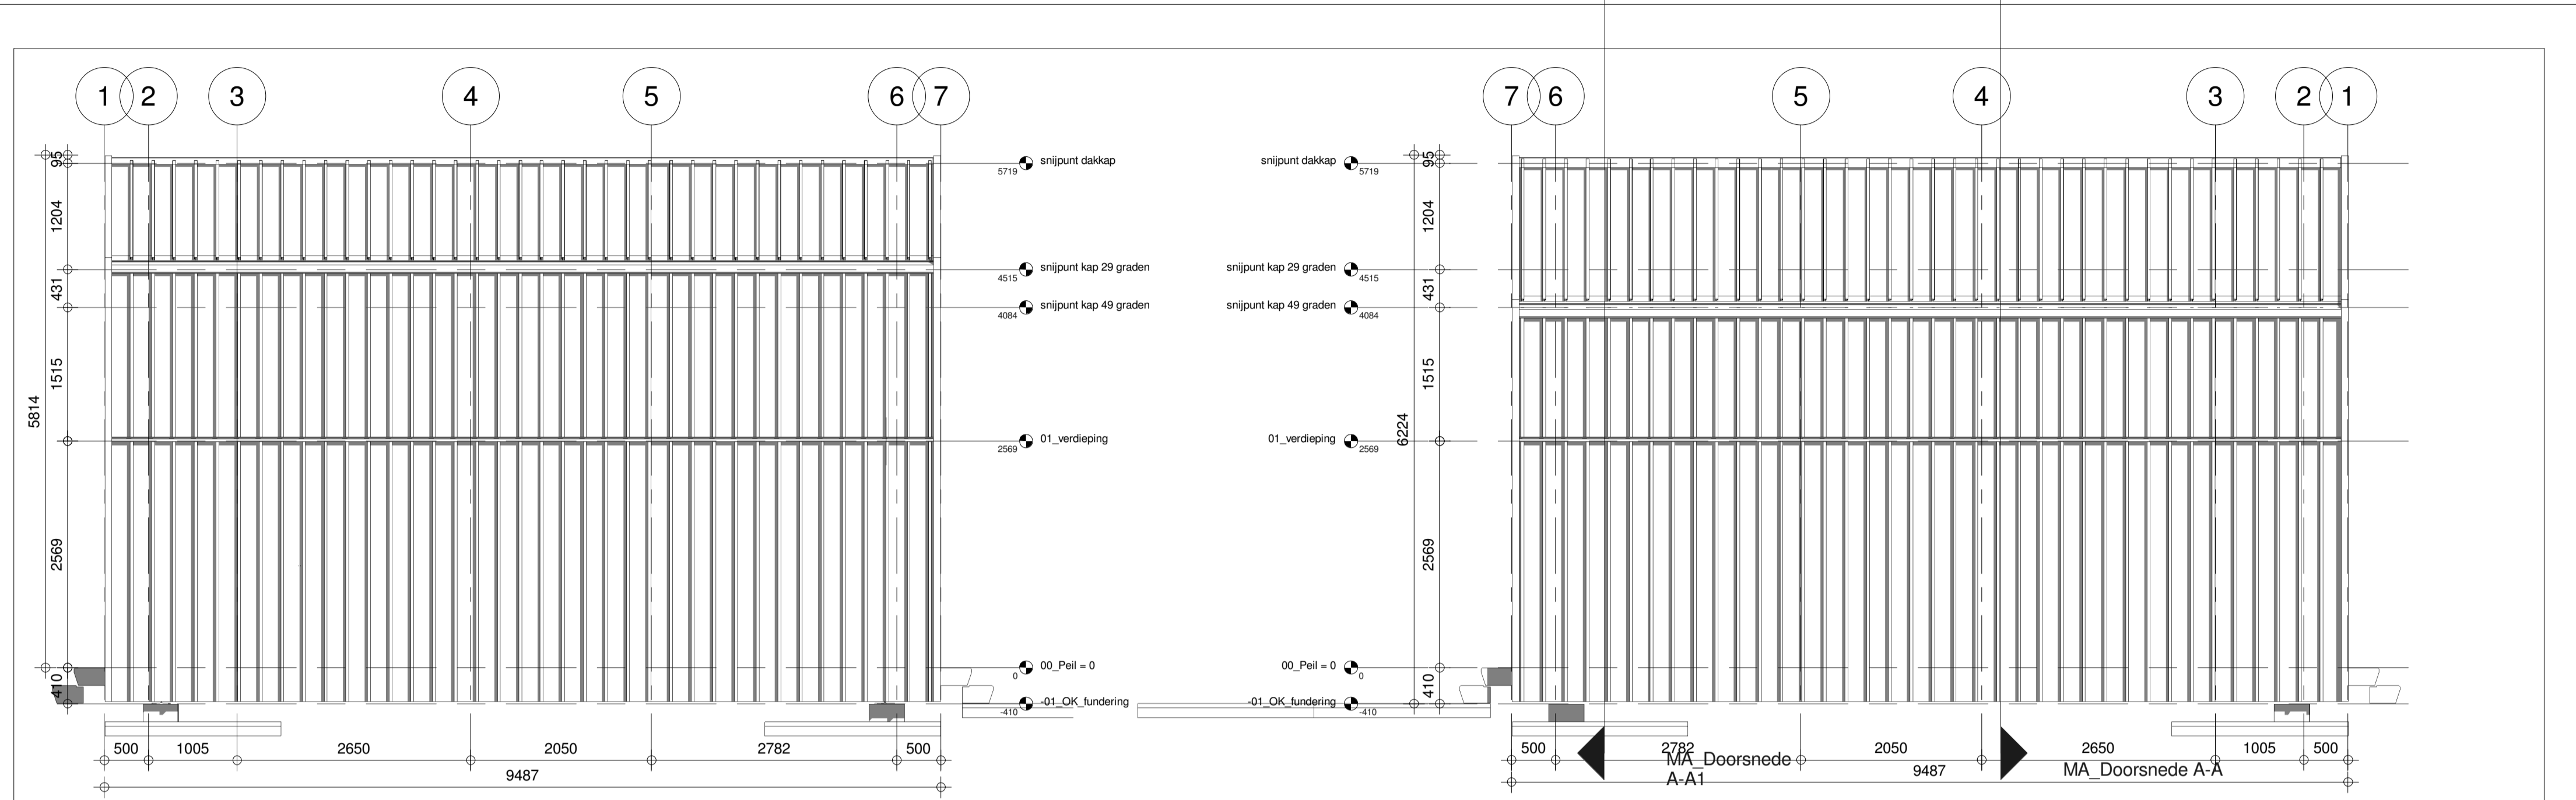 1 2 3 4 5 6 7
7 6 5 4 3 2 1
95
1204
431
1515
2569
410
5814
snijpunt dakkap
5719
snijpunt kap 29 graden
4515
snijpunt kap 49 graden
4084
01_verdieping
2569
00_Peil = 0
0
-01_OK_fundering
-410
500 1005 2650 2050 2782 500
9487
snijpunt dakkap
5719
snijpunt kap 29 graden
4515
snijpunt kap 49 graden
4084
01_verdieping
2569
00_Peil = 0
0
-01_OK_fundering
-410
95
1204
431
1515
2569
410
6224
500 2782 2050 2650 1005 500
9487
MA_Doorsnede
A-A1
MA_Doorsnede A-A